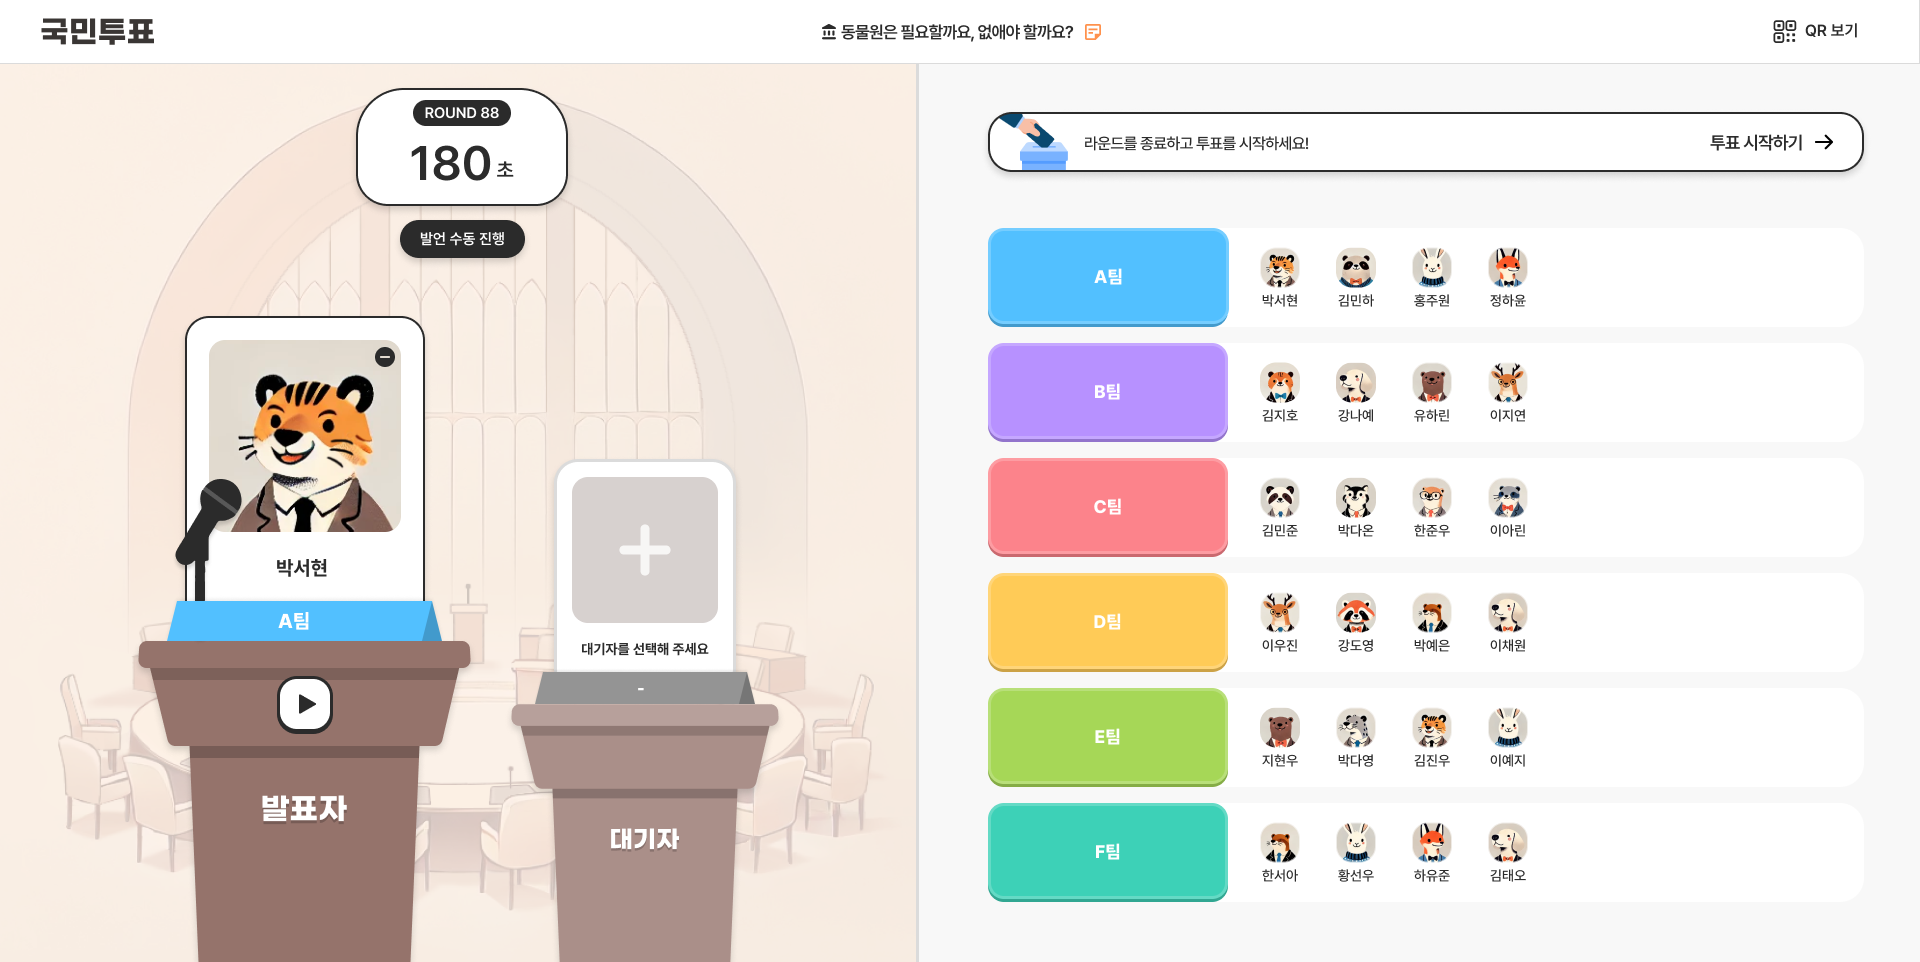 국민투표
동물원은 필요할까요, 없애야 할까요?
QR 보기
ROUND 88
180 초
발언 수동 진행
박서현
A팀
발표자
대기자를 선택해 주세요
-
대기자
라운드를 종료하고 투표를 시작하세요!
투표 시작하기
A팀
박서현 김민하 홍주원 정하윤
B팀
김지호 강나예 유하린 이지연
C팀
김민준 박다온 한준우 이아린
D팀
이우진 강도영 박예은 이채원
E팀
지현우 박다영 김진우 이예지
F팀
한서아 황선우 하유준 김태오